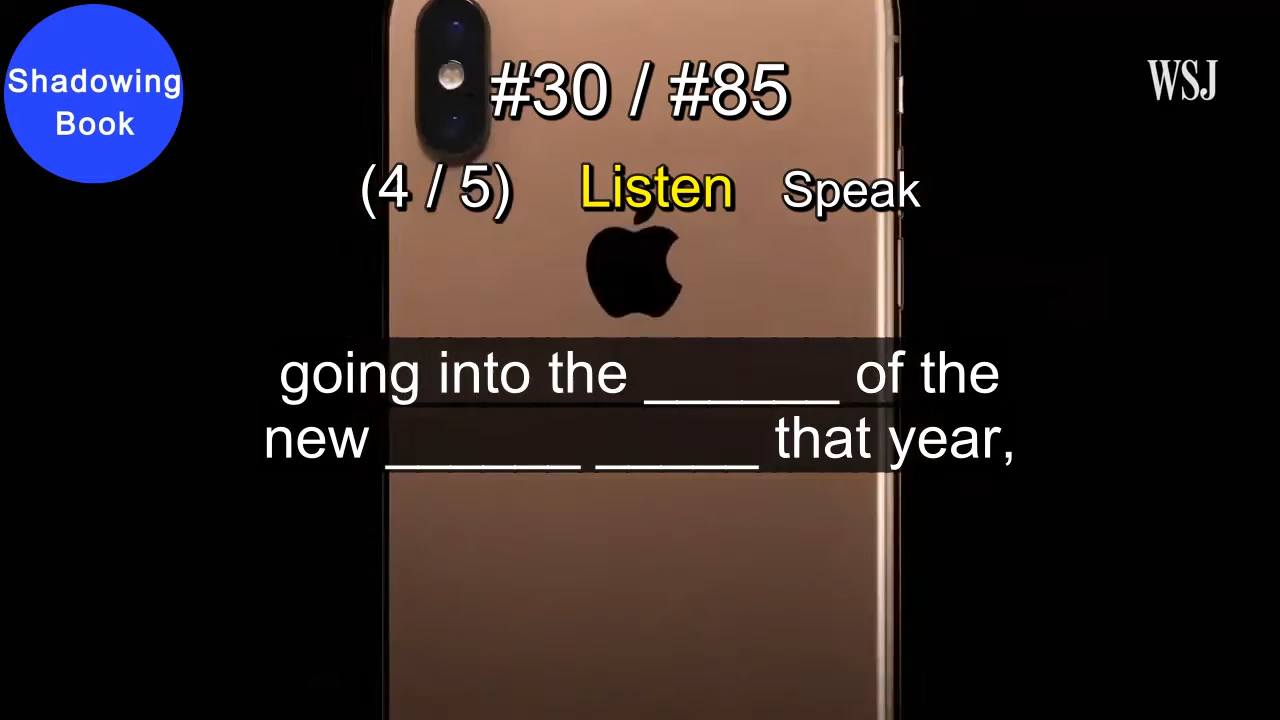 Shadowing
Book
#30 / #85
WSJ
(4 / 5) Listen Speak
going into the ______ of the
new ______ _____ that year,